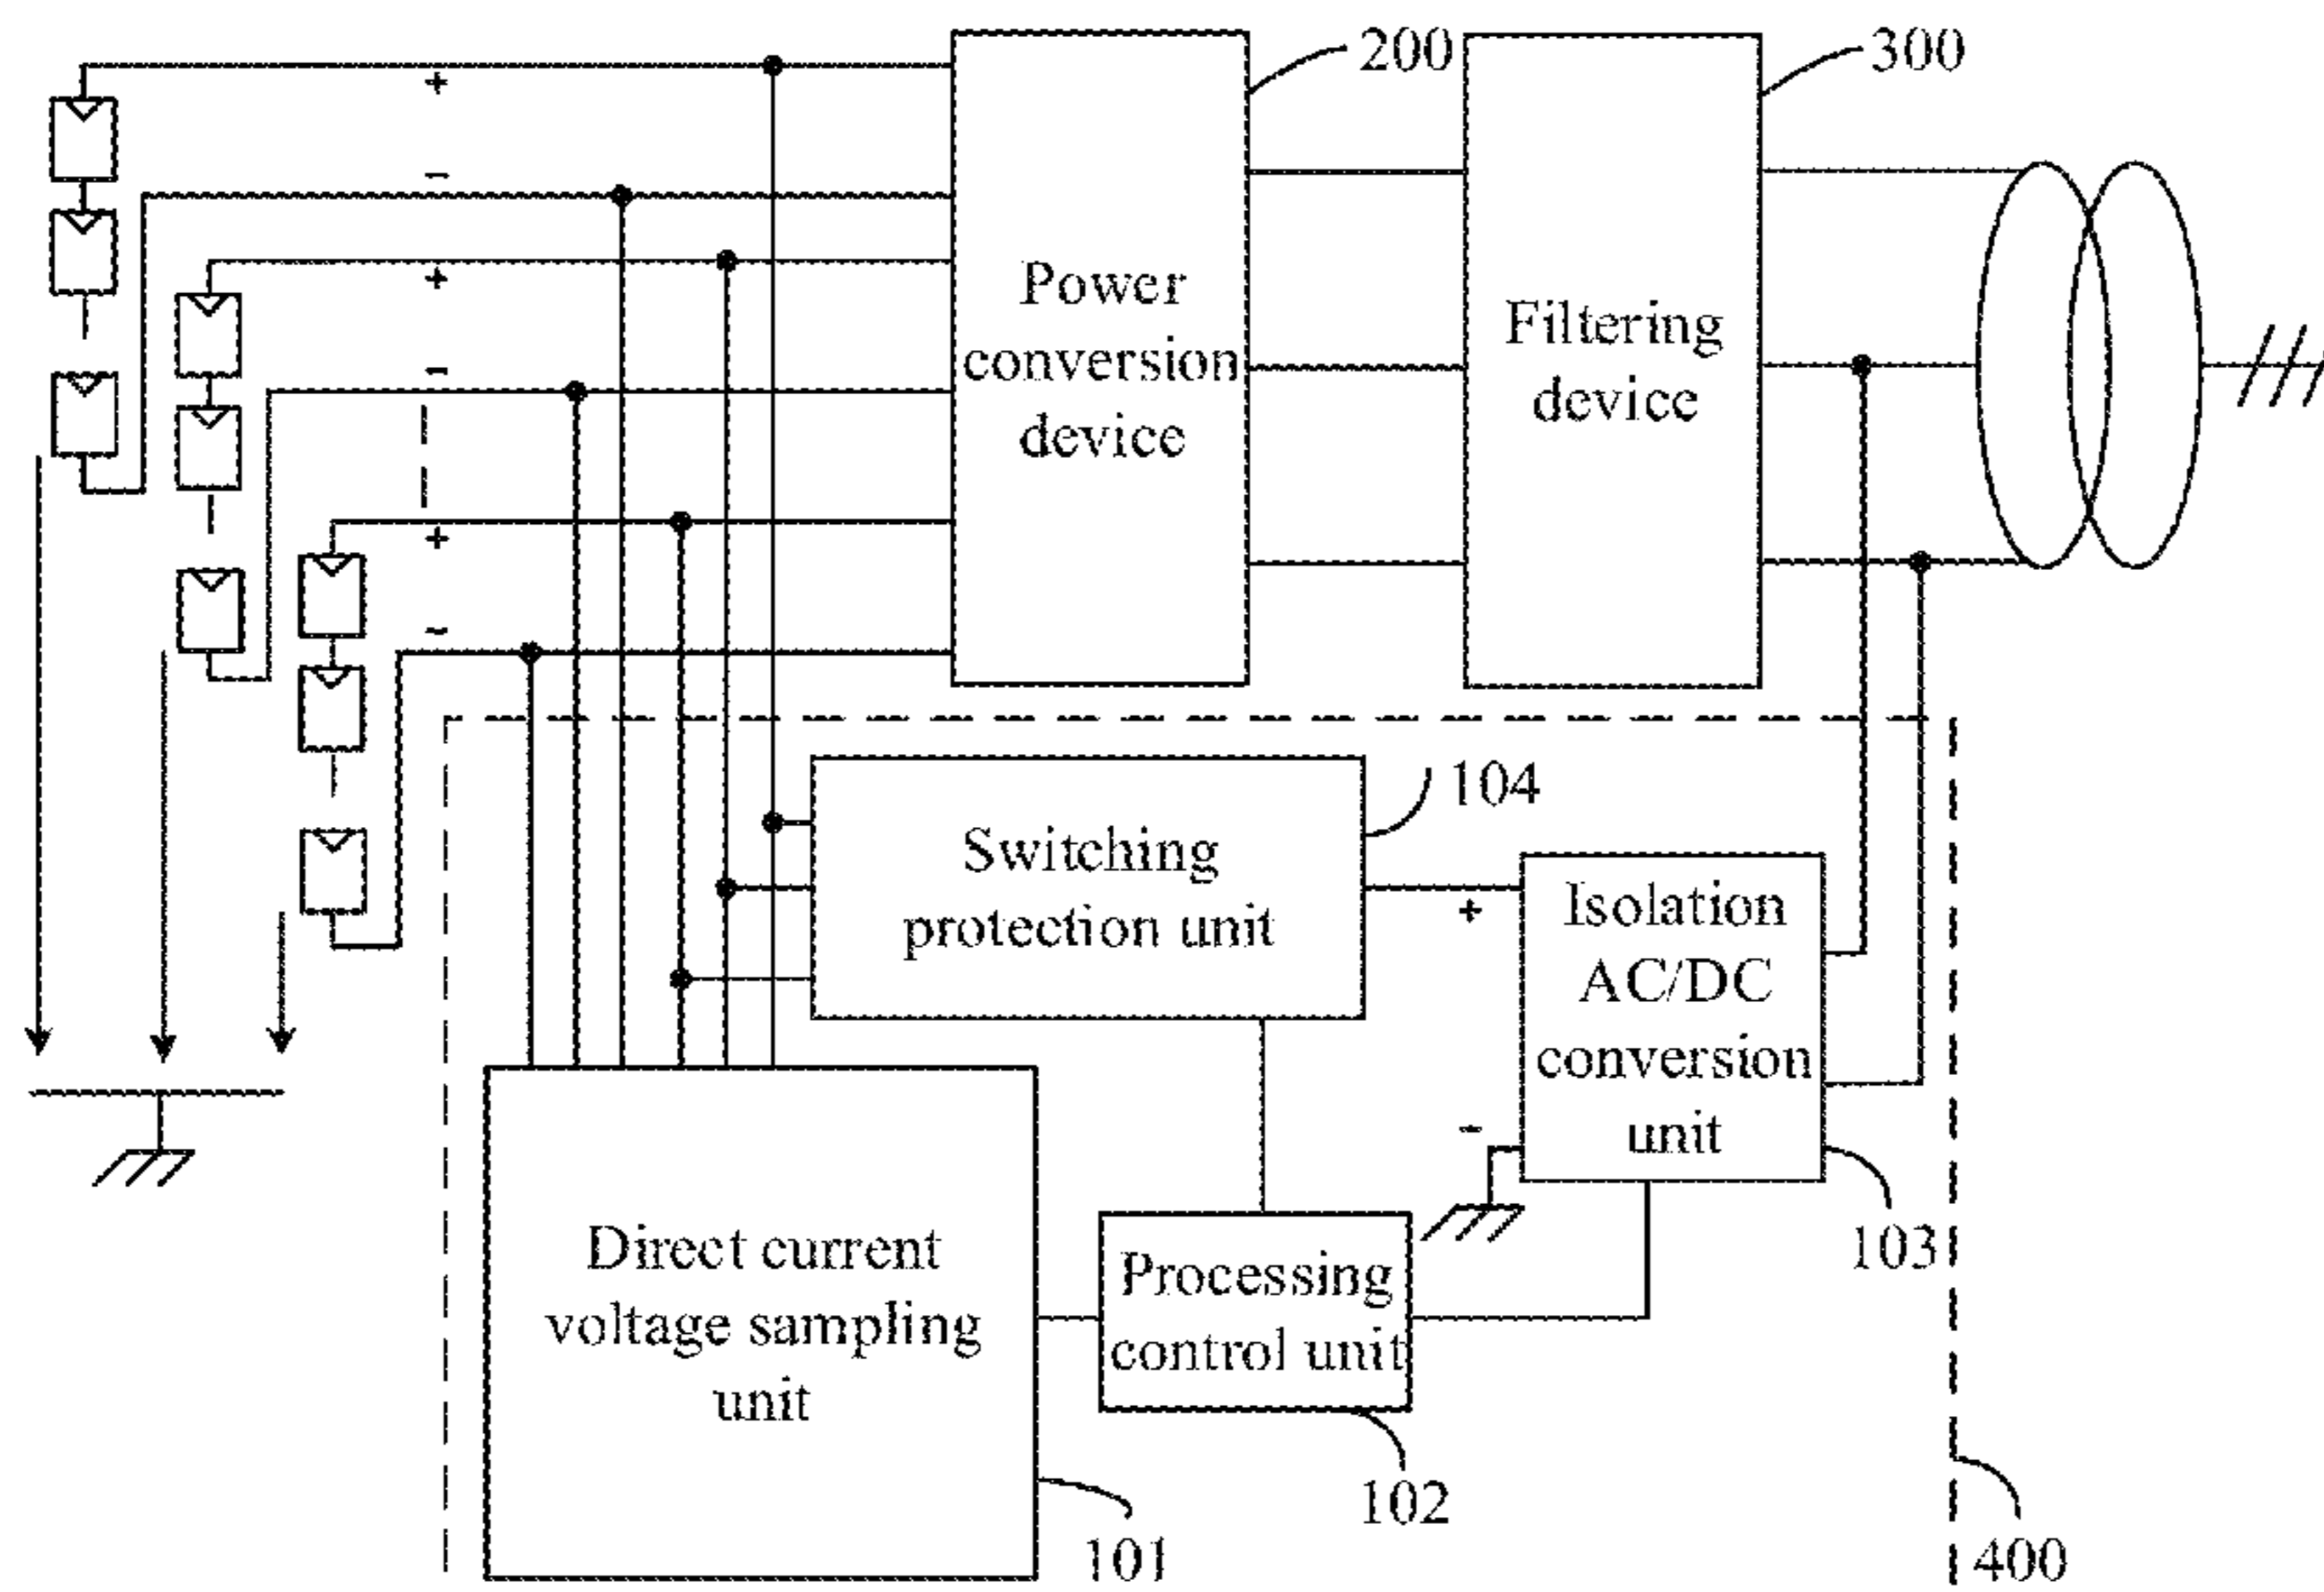 200
300
+
-
+
-
+
-
Power
conversion
device
Filtering
device
104
Switching
protection unit
+
-
Isolation
AC/DC
conversion
unit
103
Direct current
voltage sampling
unit
Processing
control unit
102
101
400